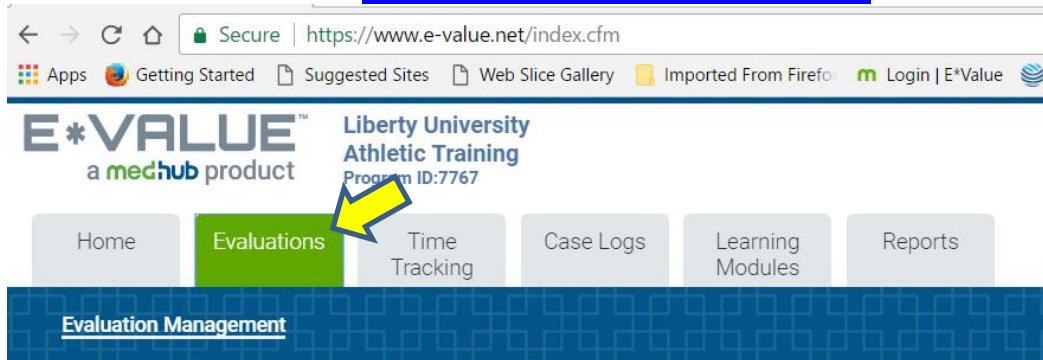 Secure | https://www.e-value.net/index.cfm
Apps Getting Started Suggested Sites Web Slice Gallery Imported From Firefo Login | E*Value
E*VALUE™
a medhub product
Liberty University
Athletic Training
Program ID:7767
Home
Evaluations
Time
Tracking
Case Logs
Learning
Modules
Reports
Evaluation Management